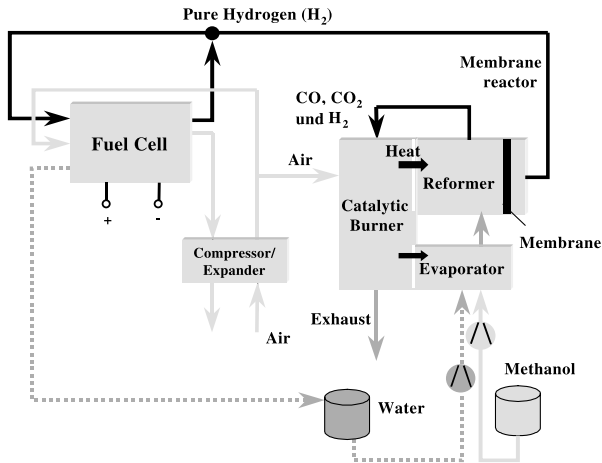 Pure Hydrogen (H2)
Membrane
reactor
CO, CO2
und H2
Fuel Cell
Heat
Air
Reformer
Catalytic
Burner
+
-
Membrane
Compressor/
Expander
Evaporator
Exhaust
Air
Methanol
Water